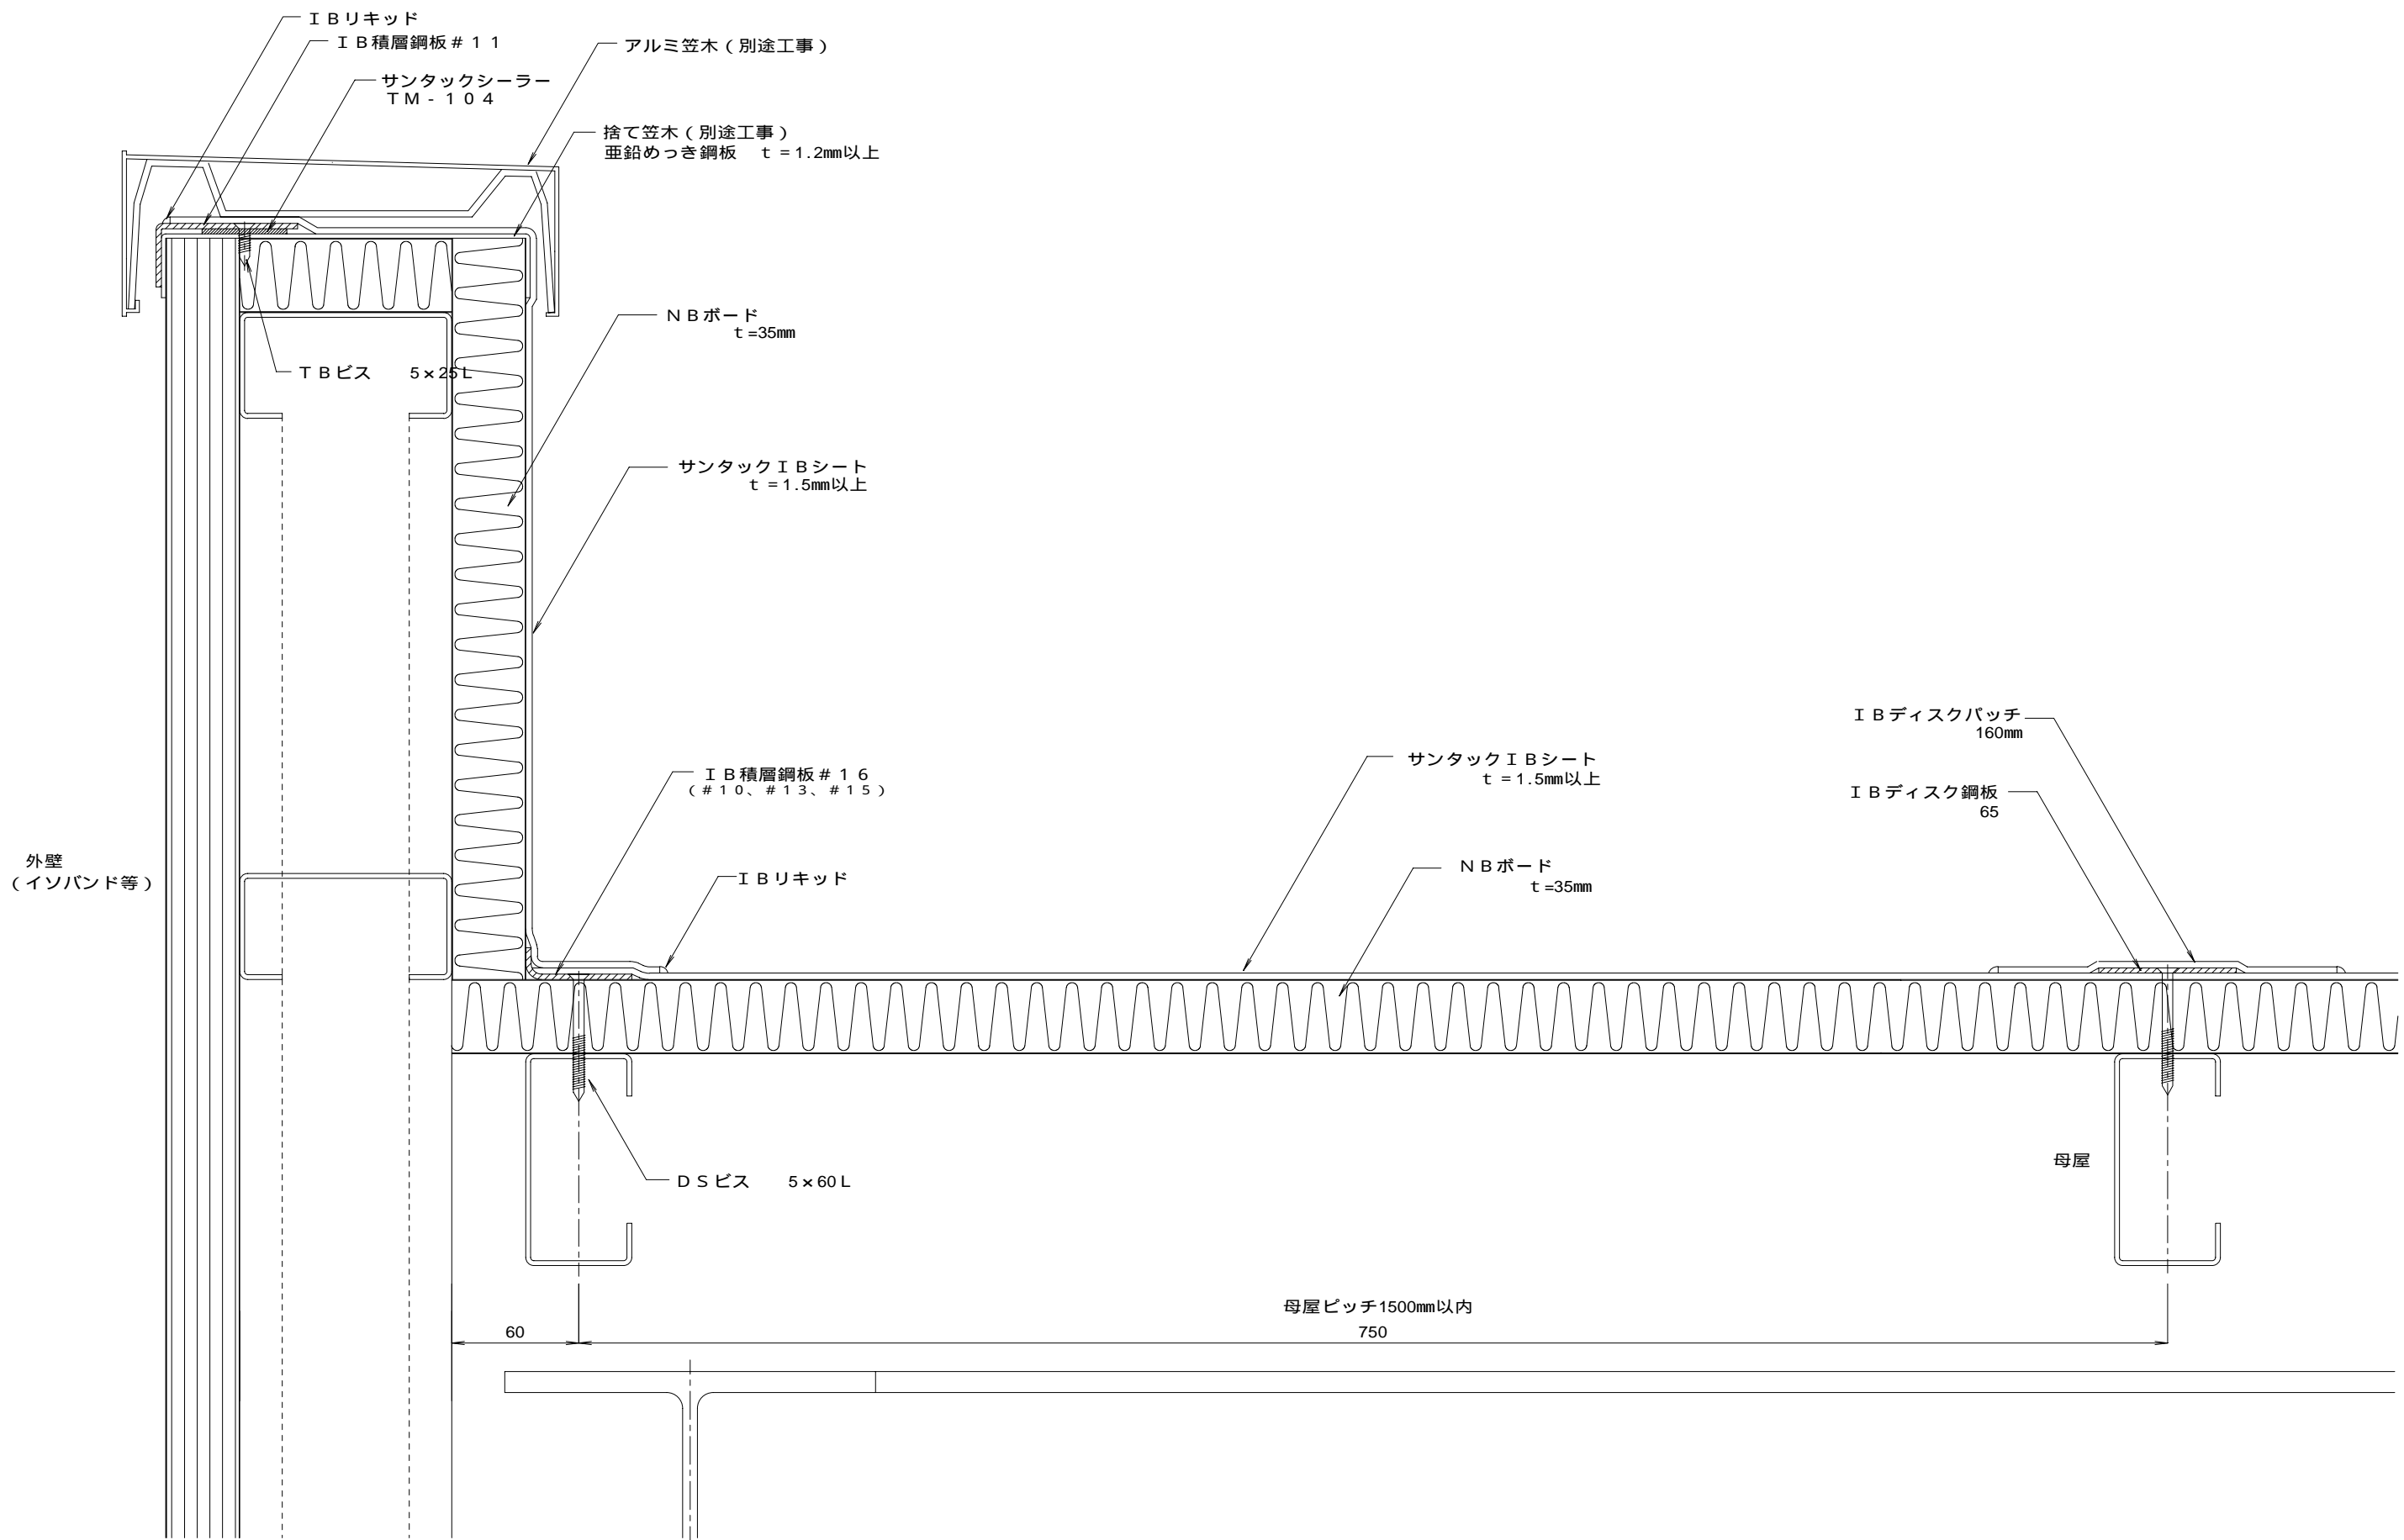 ＩＢリキッド
ＩＢ積層鋼板＃１１
アルミ笠木（別途工事）
サンタックシーラー
ＴＭ-１０４
捨て笠木（別途工事）
亜鉛めっき鋼板　ｔ=1.2mm以上
ＮＢボード
ｔ=35mm
ＴＢビス　5×25Ｌ
サンタックＩＢシート
ｔ=1.5mm以上
ＩＢディスクパッチ
160mm
サンタックＩＢシート
ｔ=1.5mm以上
ＩＢ積層鋼板＃１６
（＃１０、＃１３、＃１５）
ＩＢディスク鋼板
65
外壁
（イソバンド等）
ＩＢリキッド
ＮＢボード
ｔ=35mm
母屋
ＤＳビス　5×60Ｌ
母屋ピッチ1500mm以内
60
750